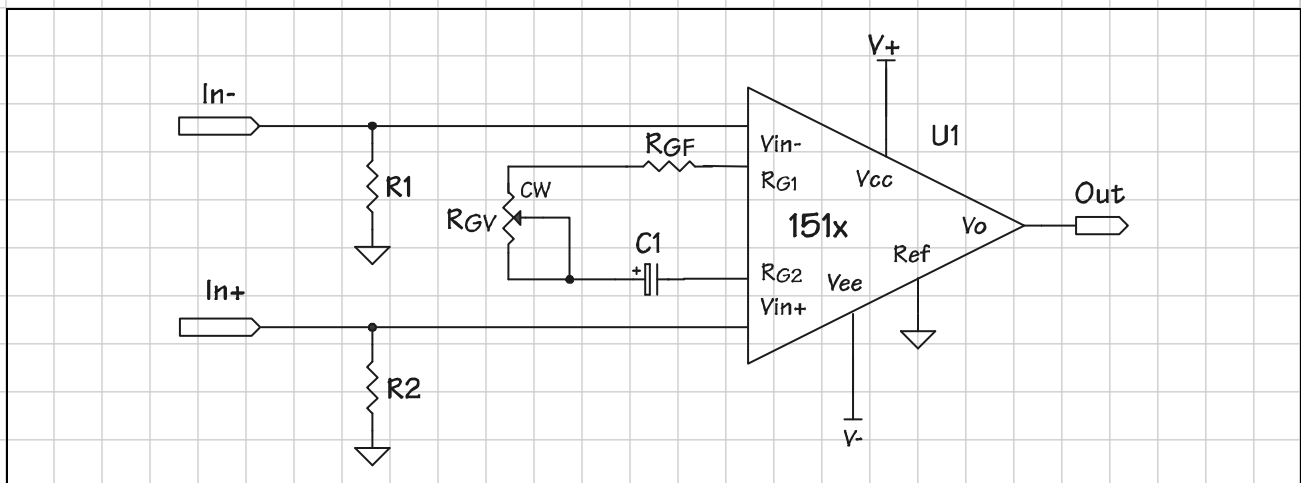 V+
In-
U1
Vin-
RGF
R1
CW
RG1
Vcc
RGV
151x
Vo
Out
C1
+
Ref
In+
RG2
Vee
Vin+
R2
V-